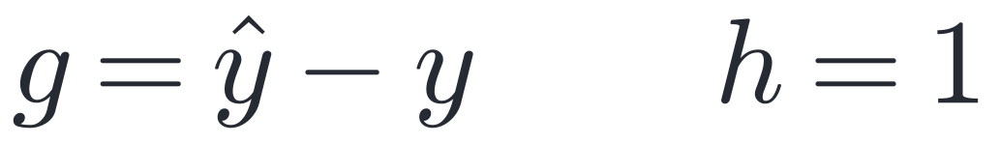 g = ŷ − y h = 1